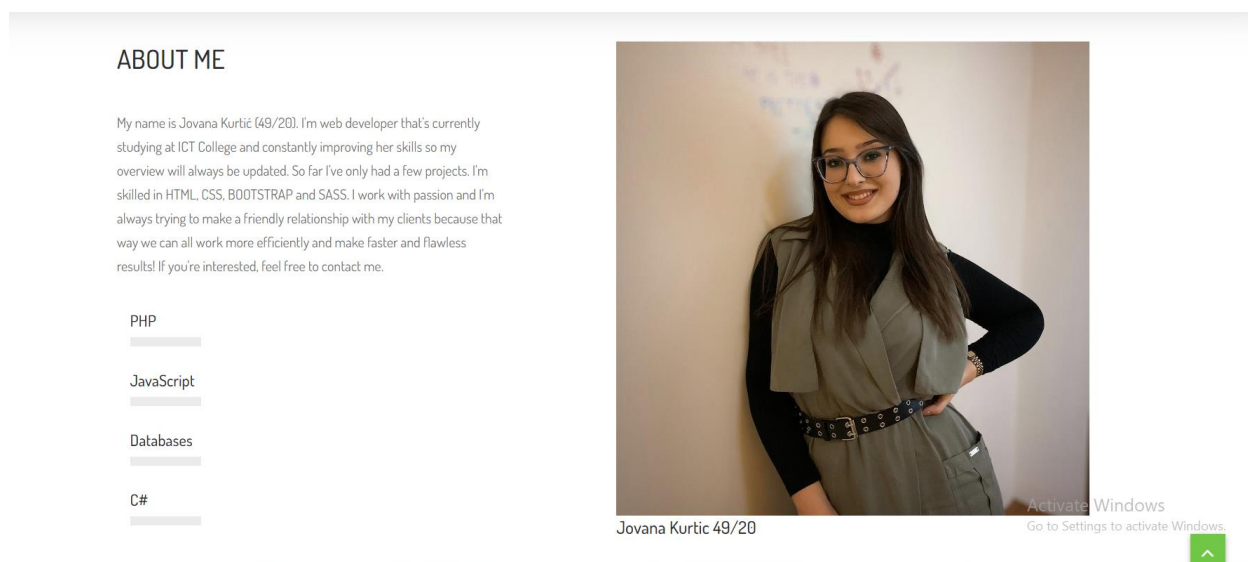 ABOUT ME
My name is Jovana Kurtić (49/20). I'm web developer that's currently
studying at ICT College and constantly improving her skills so my
overview will always be updated. So far I've only had a few projects. I'm
skilled in HTML, CSS, BOOTSTRAP and SASS. I work with passion and I'm
always trying to make a friendly relationship with my clients because that
way we can all work more efficiently and make faster and flawless
results! If you're interested, feel free to contact me.
PHP
JavaScript
Databases
C#
Jovana Kurtic 49/20
Activate Windows
Go to Settings to activate Windows.